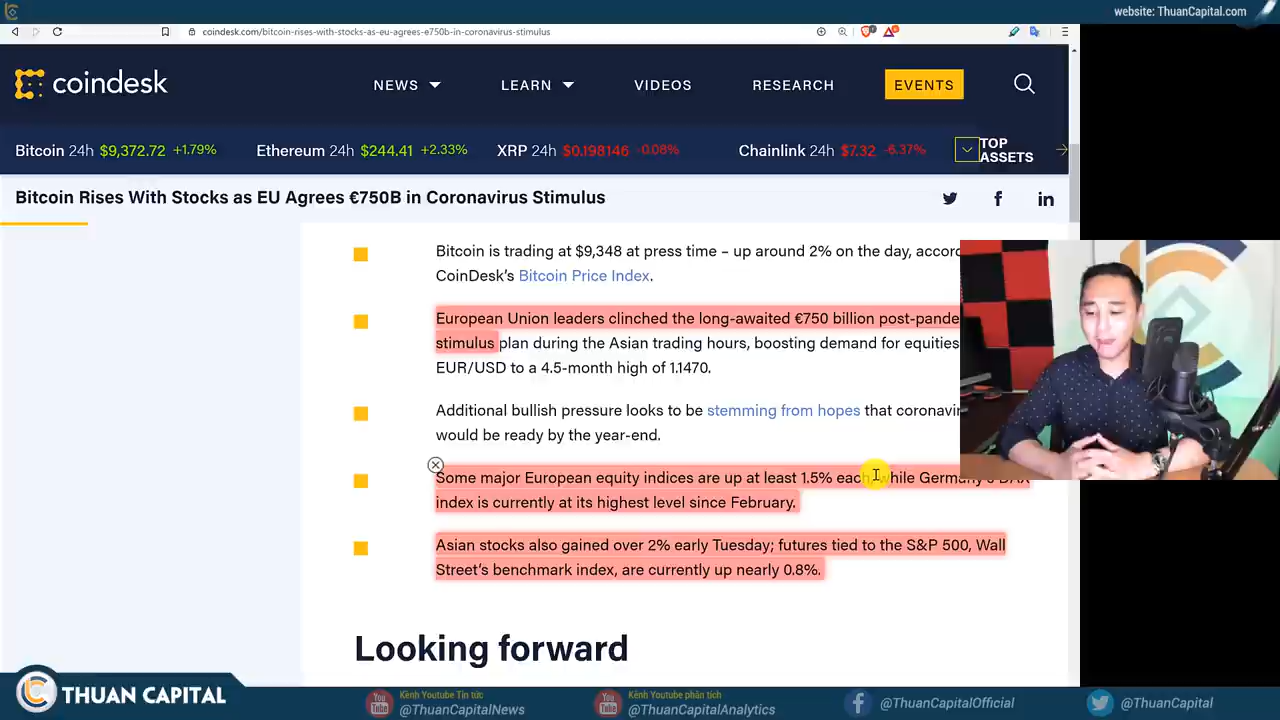 website: ThuanCapital.com
coindesk.com/bitcoin-rises-with-stocks-as-eu-agrees-e750b-in-coronavirus-stimulus
coindesk
NEWS
LEARN
VIDEOS
RESEARCH
EVENTS
Bitcoin 24h $9,372.72 +1.79%
Ethereum 24h $244.41 +2.33%
XRP 24h $0.198146 -0.08%
Chainlink 24h $7.32 -6.37%
TOP
ASSETS
Bitcoin Rises With Stocks as EU Agrees €750B in Coronavirus Stimulus
Bitcoin is trading at $9,348 at press time – up around 2% on the day, accor
CoinDesk's Bitcoin Price Index.
European Union leaders clinched the long-awaited €750 billion post-pande
stimulus plan during the Asian trading hours, boosting demand for equities
EUR/USD to a 4.5-month high of 1.1470.
Additional bullish pressure looks to be stemming from hopes that coronavir
would be ready by the year-end.
Some major European equity indices are up at least 1.5% each, while Germany's DAX
index is currently at its highest level since February.
Asian stocks also gained over 2% early Tuesday; futures tied to the S&P 500, Wall
Street's benchmark index, are currently up nearly 0.8%.
Looking forward
THUAN CAPITAL
You
Kênh Youtube Tin tức
@ThuanCapitalNews
You
Kênh Youtube phân tích
@ThuanCapitalAnalytics
@ThuanCapitalOfficial
@ThuanCapital